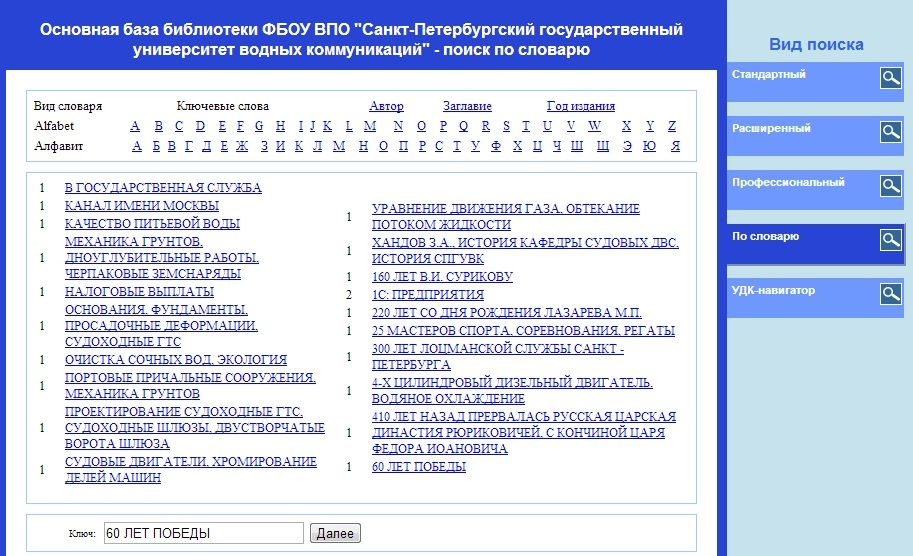 Основная база библиотеки ФБОУ ВПО "Санкт-Петербургский государственный
университет водных коммуникаций" - поиск по словарю
Вид словаря Ключевые слова Автор Заглавие Год издания
Alfabet A B C D E F G H I J K L M N O P Q R S T U V W X Y Z
Алфавит А Б В Г Д Е Ж З И К Л М Н О П Р С Т У Ф Х Ц Ч Ш Щ Э Ю Я
1 В ГОСУДАРСТВЕННАЯ СЛУЖБА
1 КАНАЛ ИМЕНИ МОСКВЫ
1 КАЧЕСТВО ПИТЬЕВОЙ ВОДЫ
МЕХАНИКА ГРУНТОВ,
1 ДНОУГЛУБИТЕЛЬНЫЕ РАБОТЫ,
ЧЕРПАКОВЫЕ ЗЕМСНАРЯДЫ
1 НАЛОГОВЫЕ ВЫПЛАТЫ
ОСНОВАНИЯ, ФУНДАМЕНТЫ,
1 ПРОСАДОЧНЫЕ ДЕФОРМАЦИИ,
СУДОХОДНЫЕ ГТС
1 ОЧИСТКА СОЧНЫХ ВОД, ЭКОЛОГИЯ
1 ПОРТОВЫЕ ПРИЧАЛЬНЫЕ СООРУЖЕНИЯ,
МЕХАНИКА ГРУНТОВ
ПРОЕКТИРОВАНИЕ СУДОХОДНЫЕ ГТС,
1 СУДОХОДНЫЕ ШЛЮЗЫ, ДВУСТВОРЧАТЫЕ
ВОРОТА ШЛЮЗА
1 СУДОВЫЕ ДВИГАТЕЛИ, ХРОМИРОВАНИЕ
ДЕЛЕЙ МАШИН
1 УРАВНЕНИЕ ДВИЖЕНИЯ ГАЗА, ОБТЕКАНИЕ
ПОТОКОМ ЖИДКОСТИ
1 ХАНДОВ З.А., ИСТОРИЯ КАФЕДРЫ СУДОВЫХ ДВС,
ИСТОРИЯ СПГУВК
1 160 ЛЕТ В.И. СУРИКОВУ
2 1С: ПРЕДПРИЯТИЯ
1 220 ЛЕТ СО ДНЯ РОЖДЕНИЯ ЛАЗАРЕВА М.П.
1 25 МАСТЕРОВ СПОРТА, СОРЕВНОВАНИЯ, РЕГАТЫ
1 300 ЛЕТ ЛОЦМАНСКОЙ СЛУЖБЫ САНКТ -
ПЕТЕРБУРГА
1 4-Х ЦИЛИНДРОВЫЙ ДИЗЕЛЬНЫЙ ДВИГАТЕЛЬ,
ВОДЯНОЕ ОХЛАЖДЕНИЕ
410 ЛЕТ НАЗАД ПРЕРВАЛАСЬ РУССКАЯ ЦАРСКАЯ
1 ДИНАСТИЯ РЮРИКОВИЧЕЙ, С КОНЧИНОЙ ЦАРЯ
ФЕДОРА ИОАНОВИЧА
1 60 ЛЕТ ПОБЕДЫ
Ключ: 60 ЛЕТ ПОБЕДЫ Далее
Вид поиска
Стандартный
Расширенный
Профессиональный
По словарю
УДК-навигатор